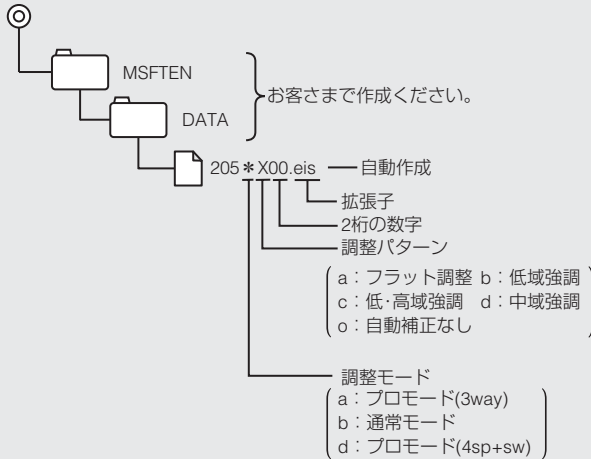 MSFTEN
お客さまで作成ください。
DATA
205＊X00.eis
自動作成
拡張子
2桁の数字
調整パターン
a：フラット調整 b：低域強調
c：低・高域強調 d：中域強調
o：自動補正なし
調整モード
a：プロモード(3way)
b：通常モード
d：プロモード(4sp+sw)